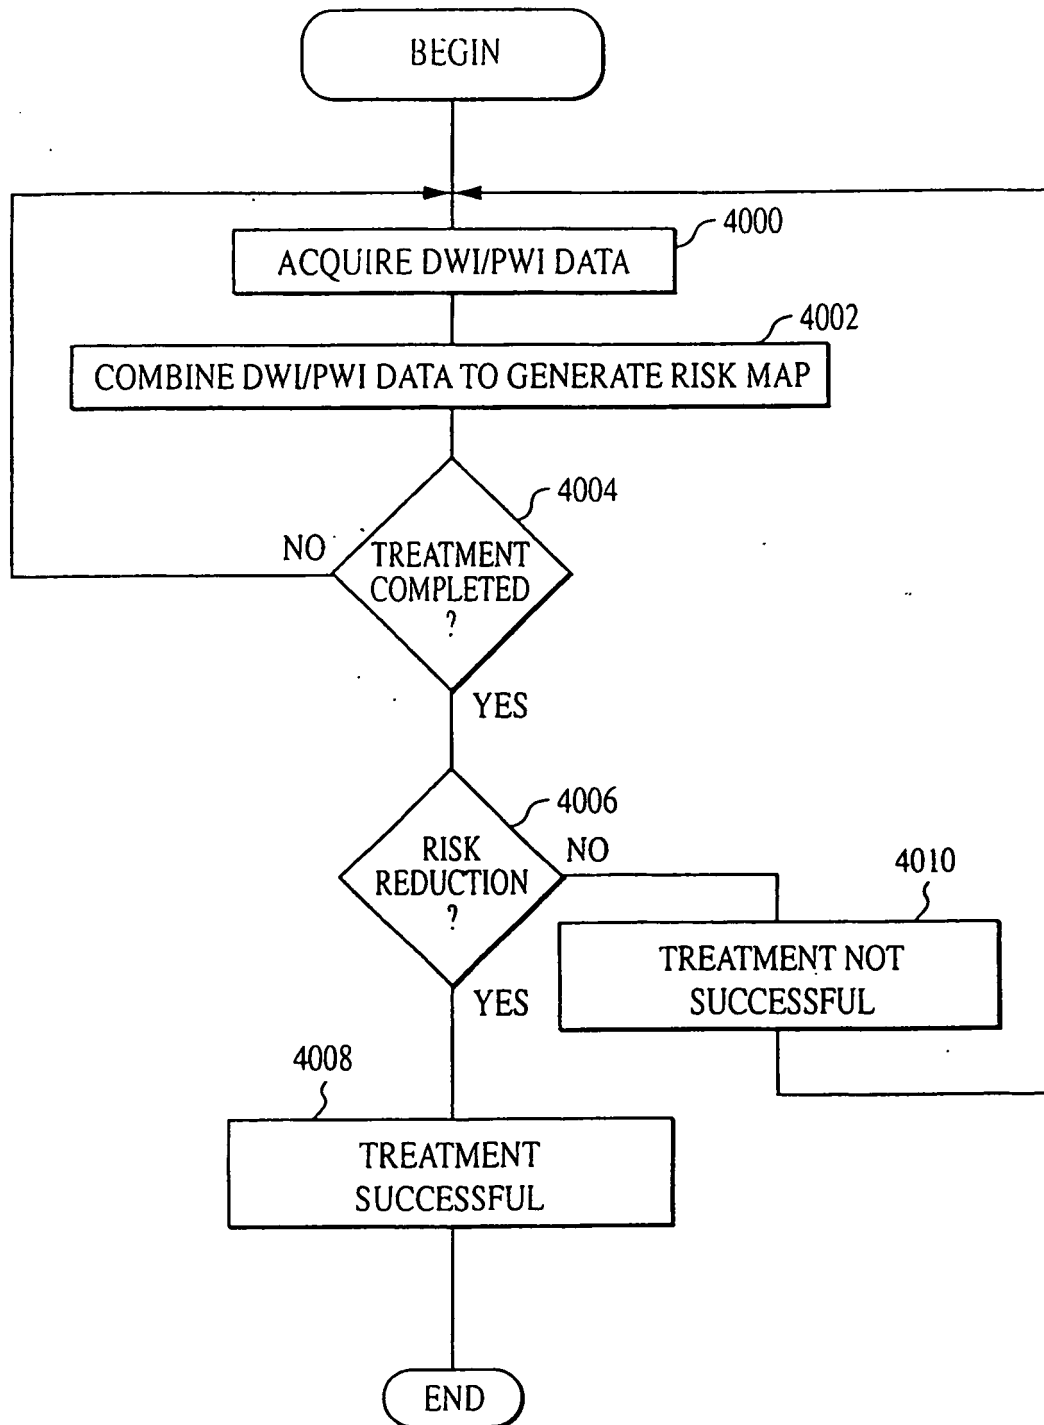 BEGIN
4000
ACQUIRE DWI/PWI DATA
4002
COMBINE DWI/PWI DATA TO GENERATE RISK MAP
4004
NO
TREATMENT
COMPLETED
?
YES
4006
RISK
REDUCTION
?
NO
4010
TREATMENT NOT
SUCCESSFUL
YES
4008
TREATMENT
SUCCESSFUL
END